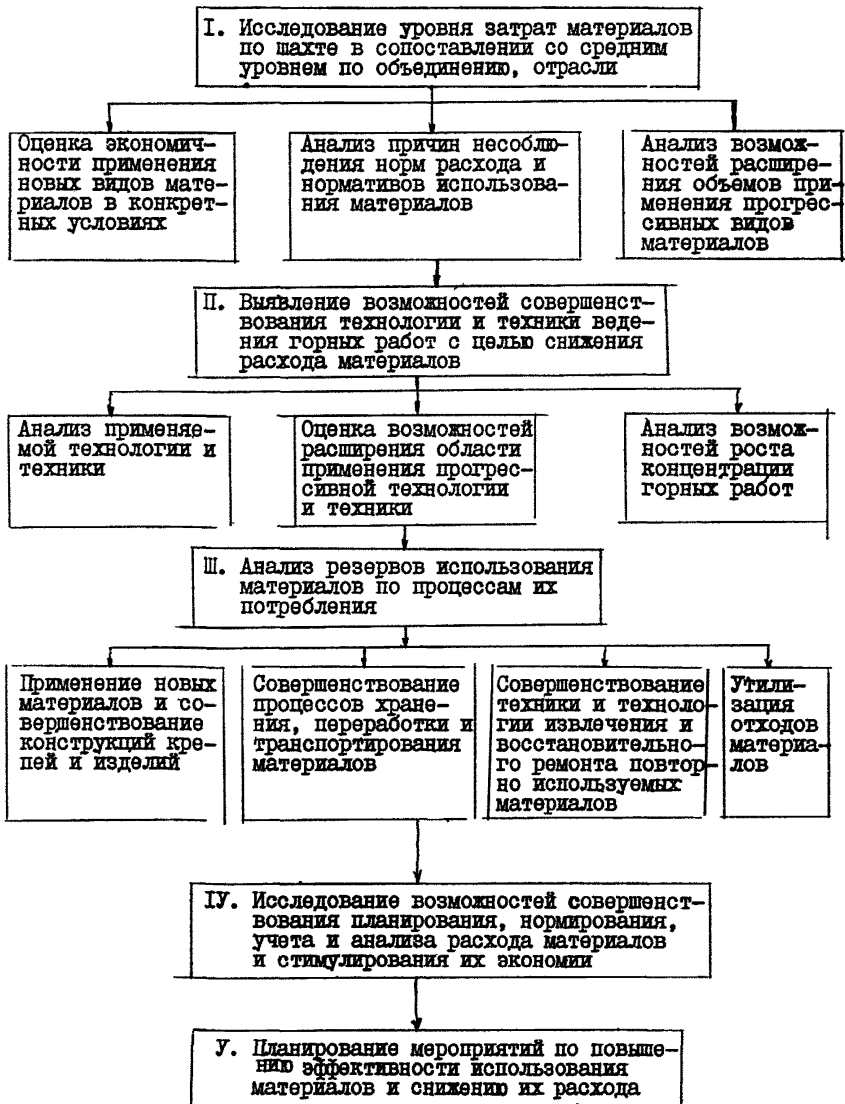 I. Исследование уровня затрат материалов
по шахте в сопоставлении со средним
уровнем по объединению, отрасли
Оценка экономич-
ности применения
новых видов мате-
риалов в конкрет-
ных условиях
Анализ причин несоблю-
дения норм расхода и
нормативов использова-
ния материалов
Анализ возмож-
ностей расшире-
ния объемов при-
менения прогрес-
сивных видов
материалов
П. Выявление возможностей совершенст-
вования технологии и техники веде-
ния горных работ с целью снижения
расхода материалов
Анализ применяе-
мой технологии и
техники
Оценка возможностей
расширения области
применения прогрес-
сивной технологии
и техники
Анализ возмож-
ностей роста
концентрации
горных работ
Ш. Анализ резервов использования
материалов по процессам их
потребления
Применение новых
материалов и со-
вершенствование
конструкций кре-
пей и изделий
Совершенствование
процессов хране-
ния, переработки и
транспортирования
материалов
Совершенствование
техники и техноло-
гии извлечения и
восстановительно-
го ремонта повтор-
но используемых
материалов
Утили-
зация
отходов
материа-
лов
IУ. Исследование возможностей совершенст-
вования планирования, нормирования,
учета и анализа расхода материалов
и стимулирования их экономии
У. Планирование мероприятий по повыше-
нию эффективности использования
материалов и снижению их расхода